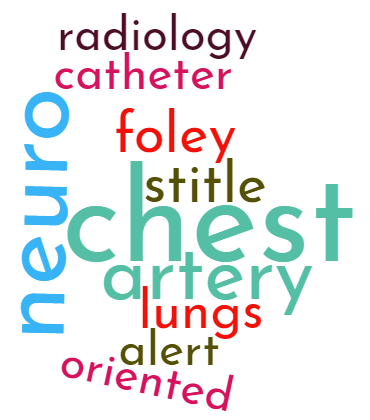 radiology
catheter
neuro
foley
stitle
chest
artery
lungs
alert
oriented